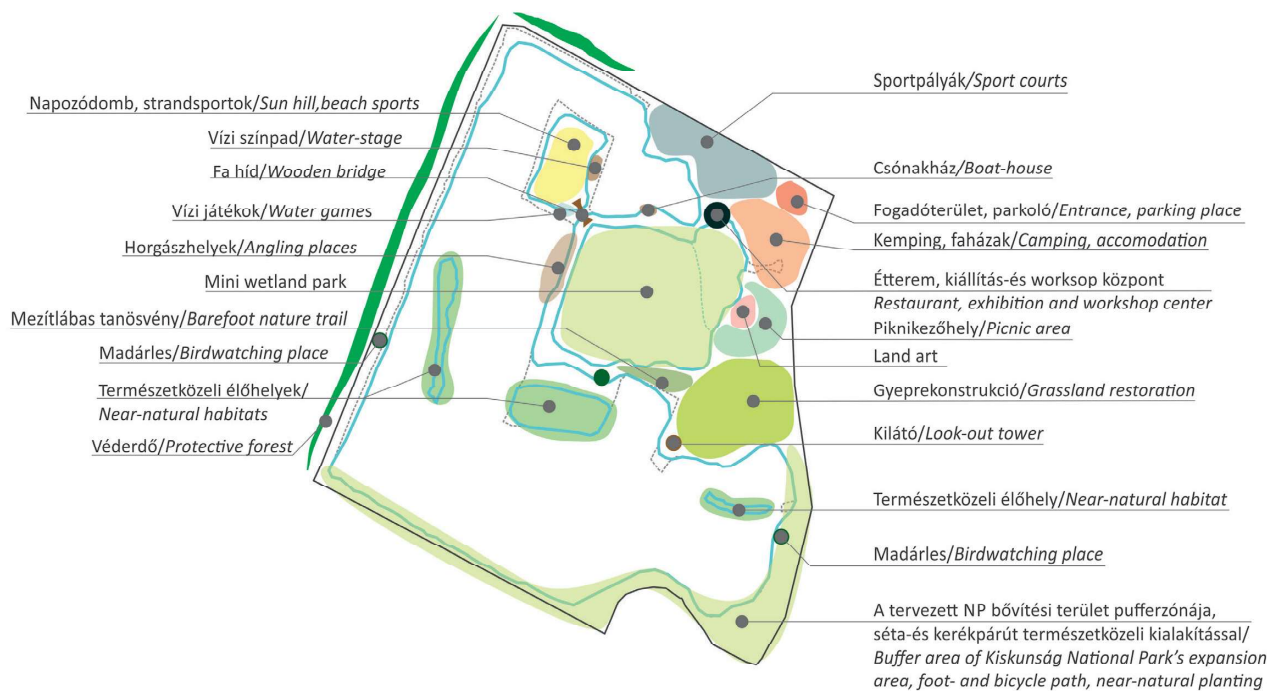 Napozódomb, strandsportok/Sun hill,beach sports
Vízi színpad/Water-stage
Fa híd/Wooden bridge
Vízi játékok/Water games
Horgászhelyek/Angling places
Mini wetland park
Mezítlábas tanösvény/Barefoot nature trail
Madárles/Birdwatching place
Természetközeli élőhelyek/
Near-natural habitats
Véderdő/Protective forest
Sportpályák/Sport courts
Csónakház/Boat-house
Fogadóterület, parkoló/Entrance, parking place
Kemping, faházak/Camping, accomodation
Étterem, kiállítás-és worksop központ
Restaurant, exhibition and workshop center
Piknikezőhely/Picnic area
Land art
Gyeprekonstrukció/Grassland restoration
Kilátó/Look-out tower
Természetközeli élőhely/Near-natural habitat
Madárles/Birdwatching place
A tervezett NP bővítési terület pufferzónája,
séta-és kerékpárút természetközeli kialakítással/
Buffer area of Kiskunság National Park's expansion
area, foot- and bicycle path, near-natural planting